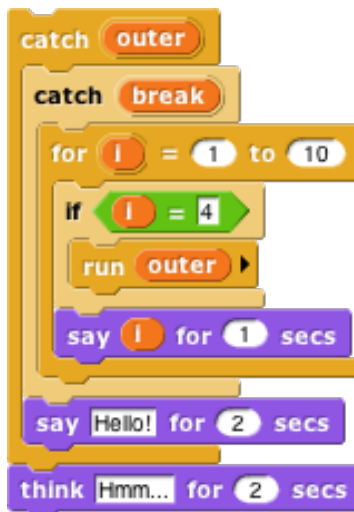 catch outer
catch break
for i = 1 to 10
if i = 4
run outer
say i for 1 secs
say Hello! for 2 secs
think Hmm... for 2 secs